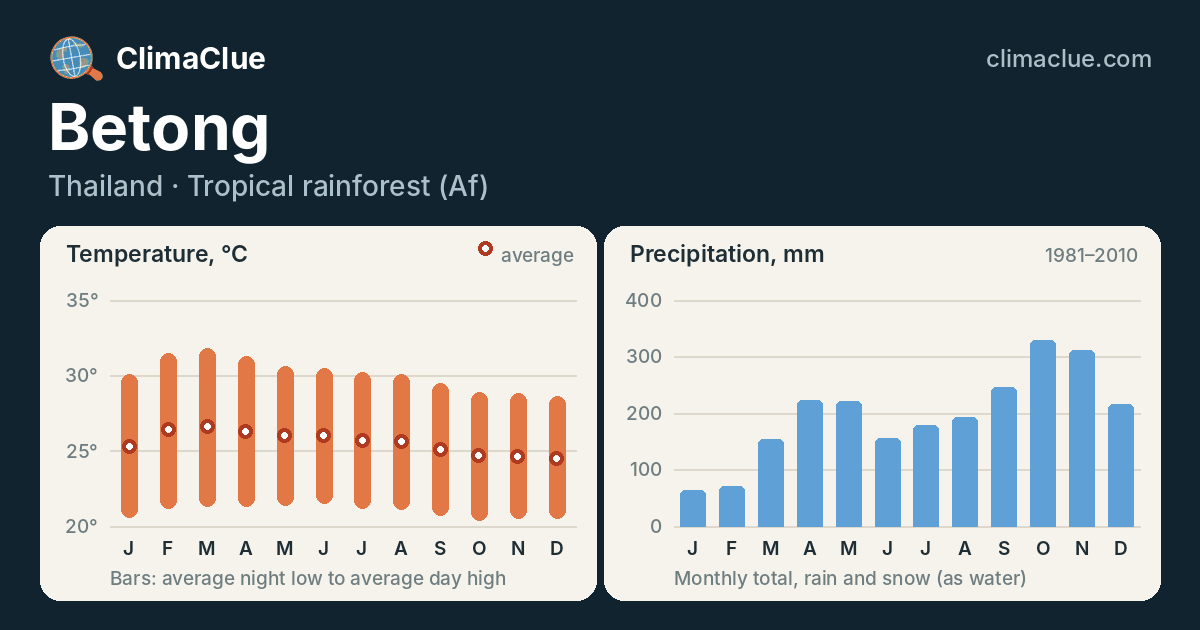 ClimaClue
climaclue.com
Betong
Thailand · Tropical rainforest (Af)
Temperature, °C
average
35°
30°
25°
20°
J F M A M J J A S O N D
Bars: average night low to average day high
Precipitation, mm
1981–2010
400
300
200
100
0
J F M A M J J A S O N D
Monthly total, rain and snow (as water)